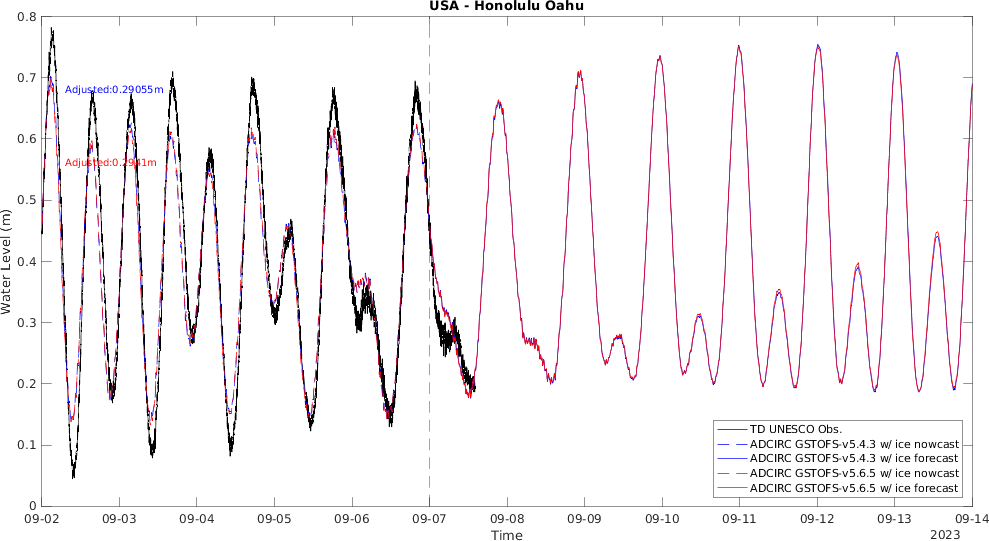 USA - Honolulu Oahu
0.8
0.7
0.6
0.5
0.4
0.3
0.2
0.1
0
Water Level (m)
Adjusted:0.29055m
Adjusted:0.2941m
TD UNESCO Obs.
ADCIRC GSTOFS-v5.4.3 w/ ice nowcast
ADCIRC GSTOFS-v5.4.3 w/ ice forecast
ADCIRC GSTOFS-v5.6.5 w/ ice nowcast
ADCIRC GSTOFS-v5.6.5 w/ ice forecast
09-02 09-03 09-04 09-05 09-06 09-07 09-08 09-09 09-10 09-11 09-12 09-13 09-14
Time
2023